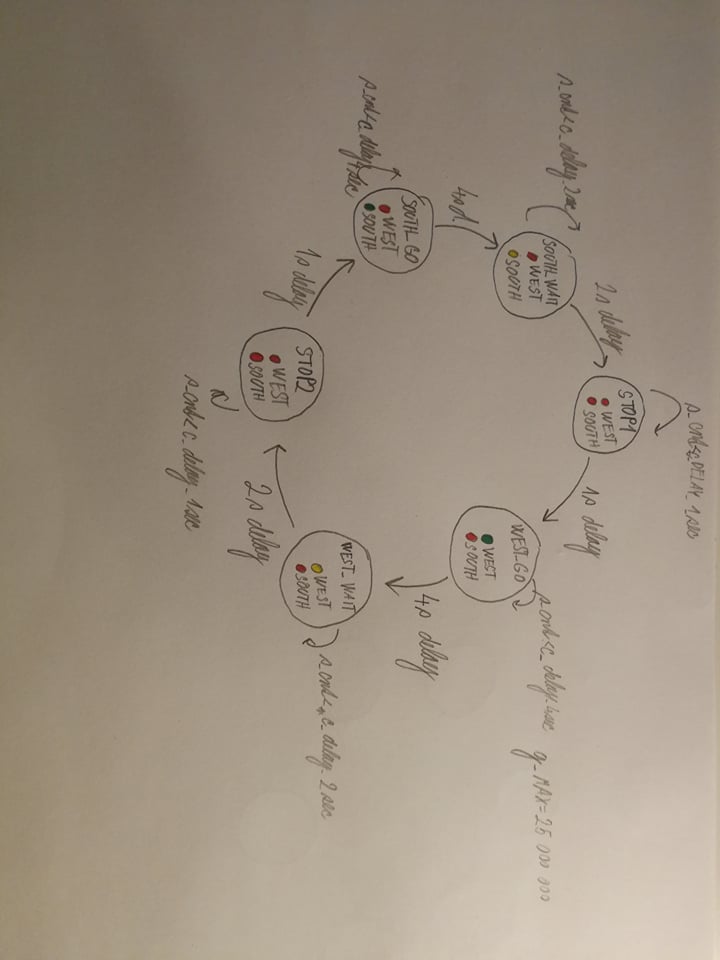 s_cnt<c_DELAY_1sec
STOP1
WEST
SOUTH
2s delay
1s delay
s_cnt<c_delay_2sec
SOUTH_WAIT
WEST
SOUTH
s_cnt<c_delay_4sec
g_MAX=25 000 000
WEST_GO
WEST
SOUTH
4s d.
4s delay
SOUTH_GO
WEST
SOUTH
s_cnt<c_delay_4sec
WEST_WAIT
WEST
SOUTH
s_cnt<c_delay_2sec
1s delay
STOP2
WEST
SOUTH
2s delay
s_cnt<c_delay_1sec